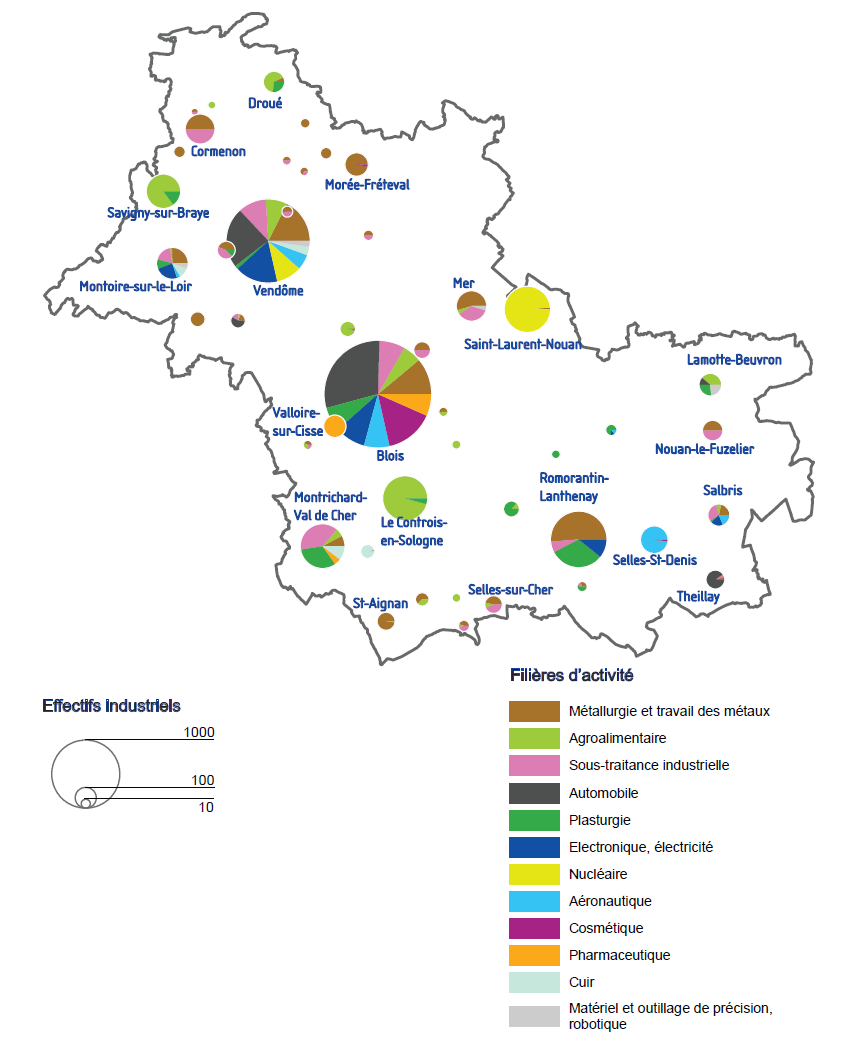 Droué
Cormenon
Morée-Fréteval
Savigny-sur-Braye
Montoire-sur-le-Loir
Vendôme
Mer
Saint-Laurent-Nouan
Lamotte-Beuvron
Valloire-
sur-Cisse
Blois
Nouan-le-Fuzelier
Romorantin-
Lanthenay
Montrichard-
Val de Cher
Le Controis-
en-Sologne
Salbris
Selles-St-Denis
Selles-sur-Cher
St-Aignan
Theillay
Effectifs industriels
1000
100
10
Filières d'activité
Métallurgie et travail des métaux
Agroalimentaire
Sous-traitance industrielle
Automobile
Plasturgie
Electronique, électricité
Nucléaire
Aéronautique
Cosmétique
Pharmaceutique
Cuir
Matériel et outillage de précision,
robotique